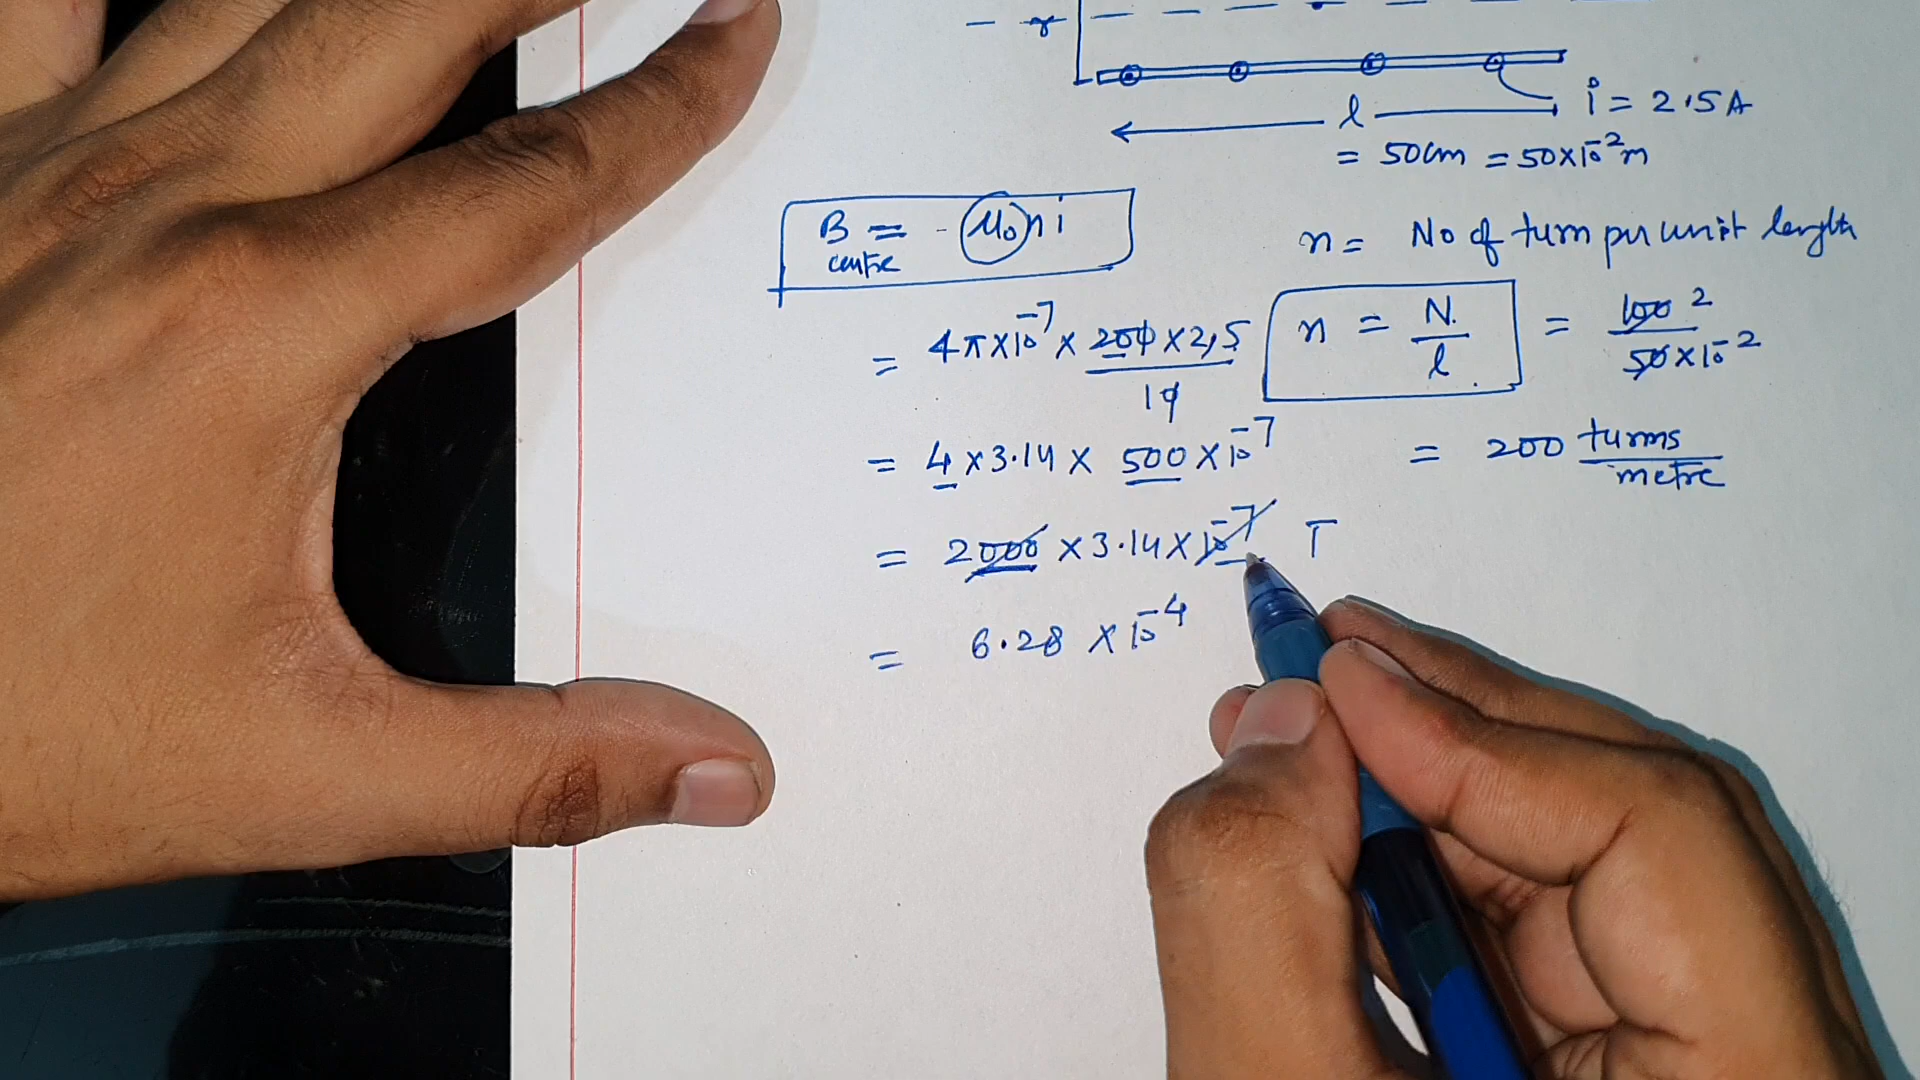 - r
l
i = 2.5A
= 50cm = 50×10⁻²m
B centre = μ₀ni
n = No of turn per unit length
= 4π×10⁻⁷ × 200×2,5 / 10
n = N. / l = 100 2 / 50×10⁻²
= 4×3.14× 500×10⁻⁷
= 200 turns / metre
= 2000 × 3.14×10⁻⁷ T
= 6.28 ×10⁻⁴